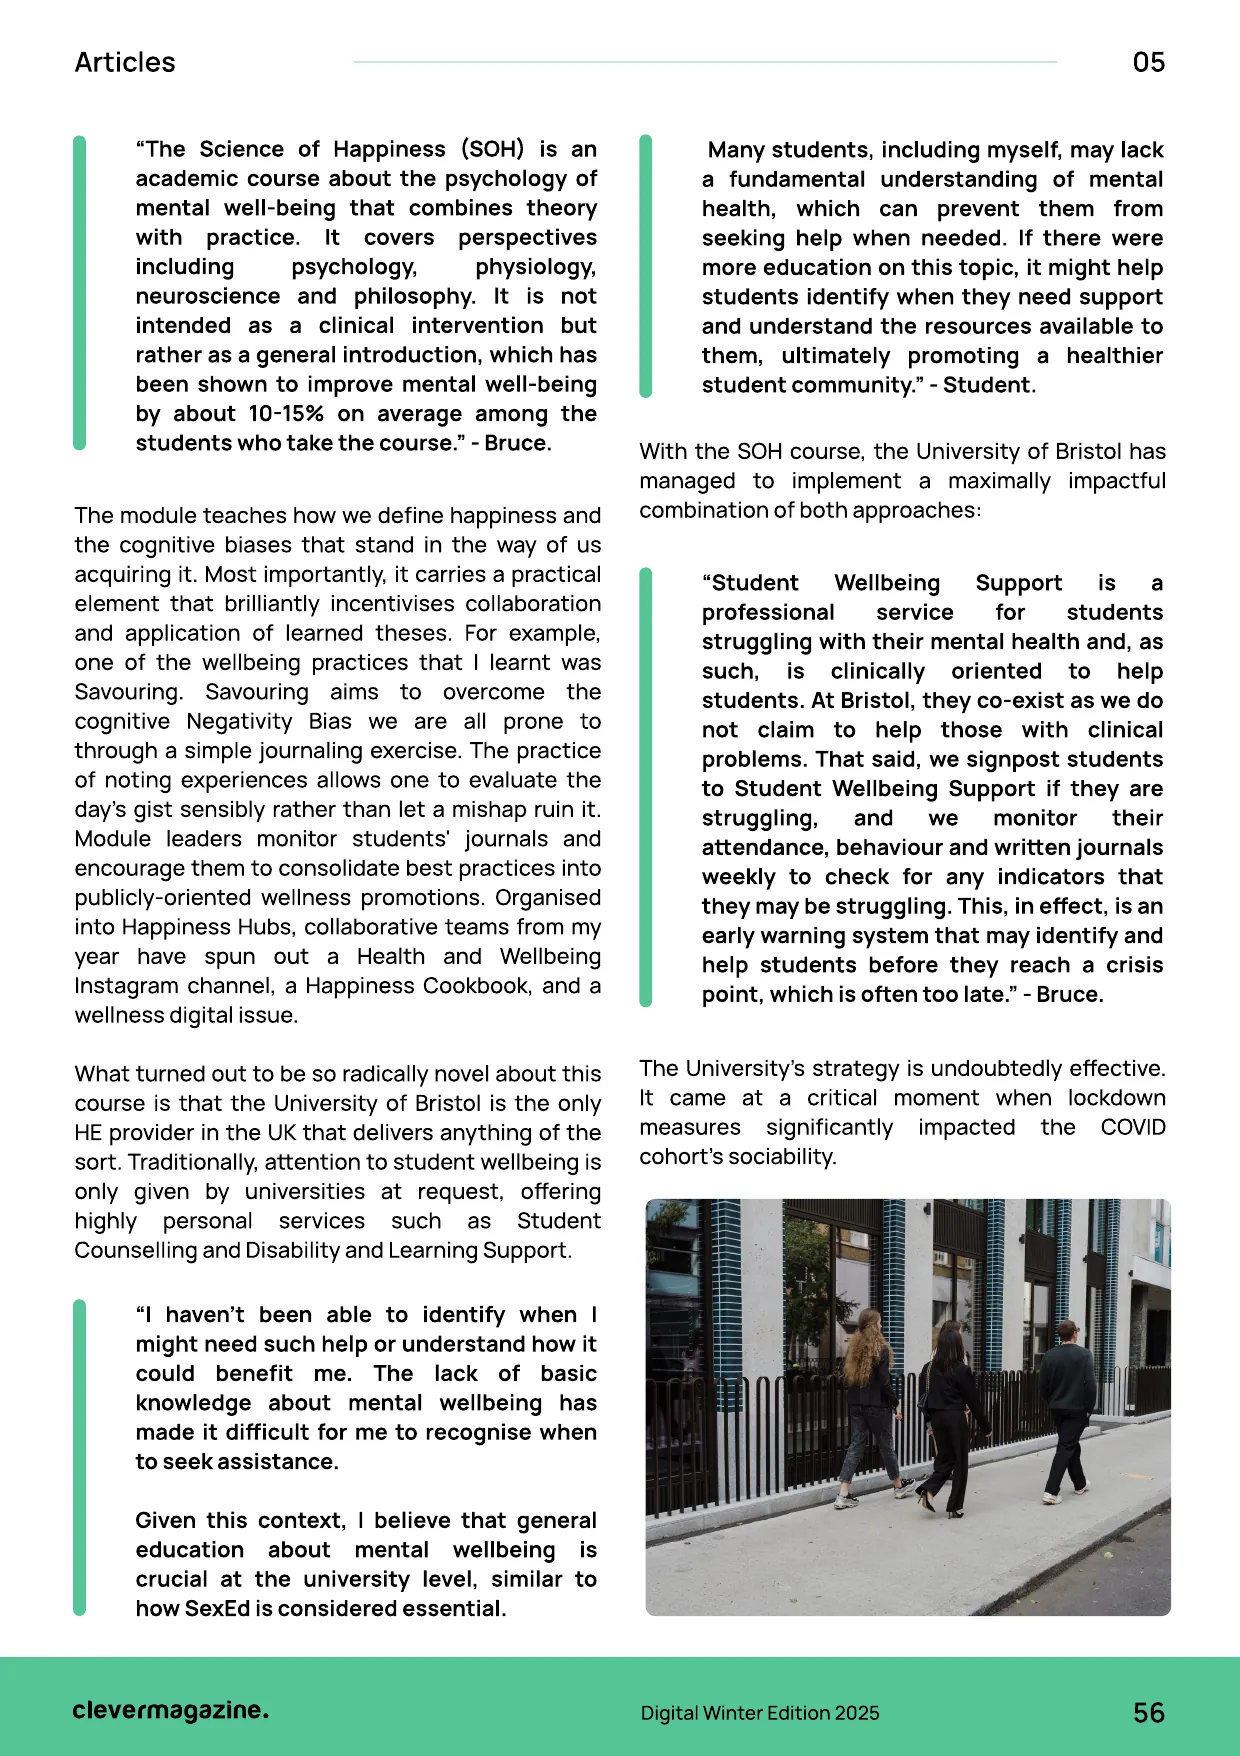 Articles
05
“The Science of Happiness (SOH) is an
academic course about the psychology of
mental well-being that combines theory
with practice. It covers perspectives
including psychology, physiology,
neuroscience and philosophy. It is not
intended as a clinical intervention but
rather as a general introduction, which has
been shown to improve mental well-being
by about 10-15% on average among the
students who take the course.” - Bruce.
The module teaches how we define happiness and
the cognitive biases that stand in the way of us
acquiring it. Most importantly, it carries a practical
element that brilliantly incentivises collaboration
and application of learned theses. For example,
one of the wellbeing practices that I learnt was
Savouring. Savouring aims to overcome the
cognitive Negativity Bias we are all prone to
through a simple journaling exercise. The practice
of noting experiences allows one to evaluate the
day’s gist sensibly rather than let a mishap ruin it.
Module leaders monitor students' journals and
encourage them to consolidate best practices into
publicly-oriented wellness promotions. Organised
into Happiness Hubs, collaborative teams from my
year have spun out a Health and Wellbeing
Instagram channel, a Happiness Cookbook, and a
wellness digital issue.
What turned out to be so radically novel about this
course is that the University of Bristol is the only
HE provider in the UK that delivers anything of the
sort. Traditionally, attention to student wellbeing is
only given by universities at request, offering
highly personal services such as Student
Counselling and Disability and Learning Support.
“I haven’t been able to identify when I
might need such help or understand how it
could benefit me. The lack of basic
knowledge about mental wellbeing has
made it difficult for me to recognise when
to seek assistance.
Given this context, I believe that general
education about mental wellbeing is
crucial at the university level, similar to
how SexEd is considered essential.
Many students, including myself, may lack
a fundamental understanding of mental
health, which can prevent them from
seeking help when needed. If there were
more education on this topic, it might help
students identify when they need support
and understand the resources available to
them, ultimately promoting a healthier
student community.” - Student.
With the SOH course, the University of Bristol has
managed to implement a maximally impactful
combination of both approaches:
“Student Wellbeing Support is a
professional service for students
struggling with their mental health and, as
such, is clinically oriented to help
students. At Bristol, they co-exist as we do
not claim to help those with clinical
problems. That said, we signpost students
to Student Wellbeing Support if they are
struggling, and we monitor their
attendance, behaviour and written journals
weekly to check for any indicators that
they may be struggling. This, in effect, is an
early warning system that may identify and
help students before they reach a crisis
point, which is often too late.” - Bruce.
The University’s strategy is undoubtedly effective.
It came at a critical moment when lockdown
measures significantly impacted the COVID
cohort’s sociability.
clevermagazine.
Digital Winter Edition 2025
56